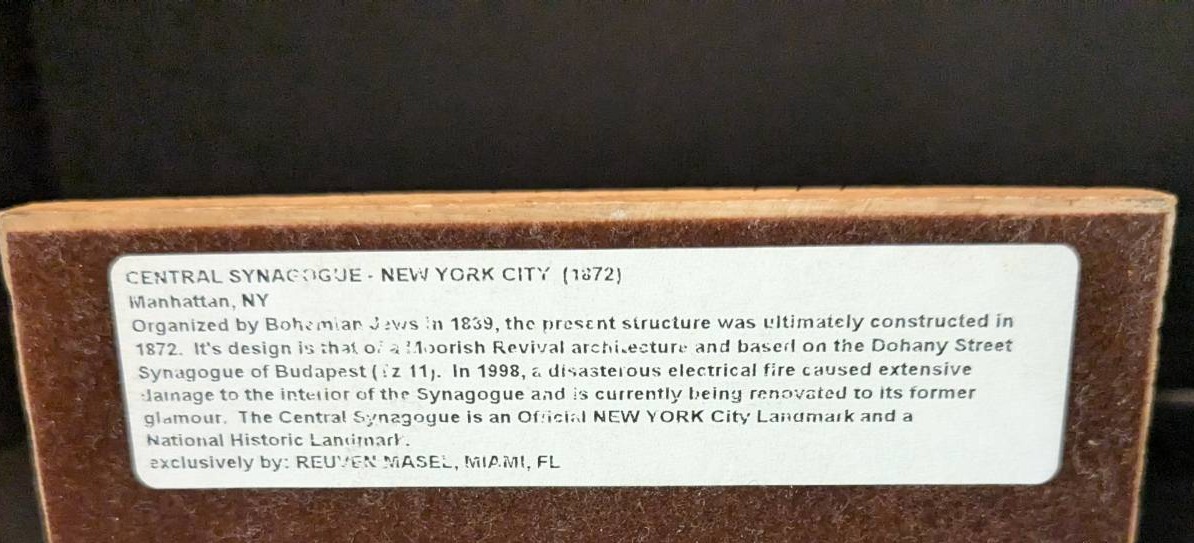 CENTRAL SYNAGOGUE - NEW YORK CITY (1872)
Manhattan, NY
Organized by Bohemian Jews in 1839, the present structure was ultimately constructed in
1872. It's design is that of a Moorish Revival architecture and based on the Dohany Street
Synagogue of Budapest ( 11). In 1998, a disasterous electrical fire caused extensive
damage to the interior of the Synagogue and is currently being renovated to its former
glamour. The Central Synagogue is an Official NEW YORK City Landmark and a
National Historic Landmark.
exclusively by: REUVEN MASEL, MIAMI, FL